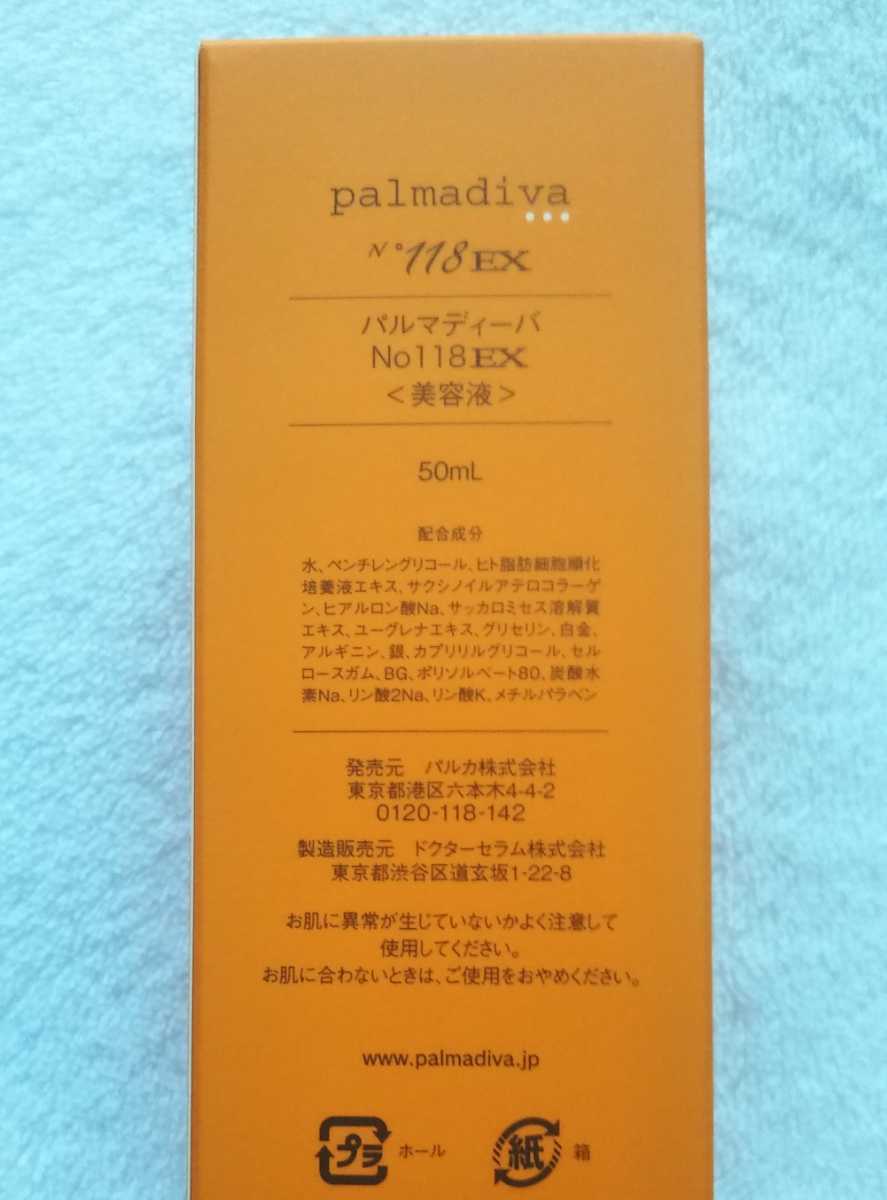 palmadiva
N°118EX
パルマディーバ
No118EX
＜美容液＞
50mL
配合成分
水、ペンチレングリコール、ヒト脂肪細胞順化
培養液エキス、サクシノイルアテロコラーゲ
ン、ヒアルロン酸Na、サッカロミセス溶解質
エキス、ユーグレナエキス、グリセリン、白金、
アルギニン、銀、カプリリルグリコール、セル
ロースガム、BG、ポリソルベート80、炭酸水
素Na、リン酸2Na、リン酸K、メチルパラベン
発売元　パルカ株式会社
東京都港区六本木4-4-2
0120-118-142
製造販売元　ドクターセラム株式会社
東京都渋谷区道玄坂1-22-8
お肌に異常が生じていないかよく注意して
使用してください。
お肌に合わないときは、ご使用をおやめください。
www.palmadiva.jp
プラ ホール 紙 箱